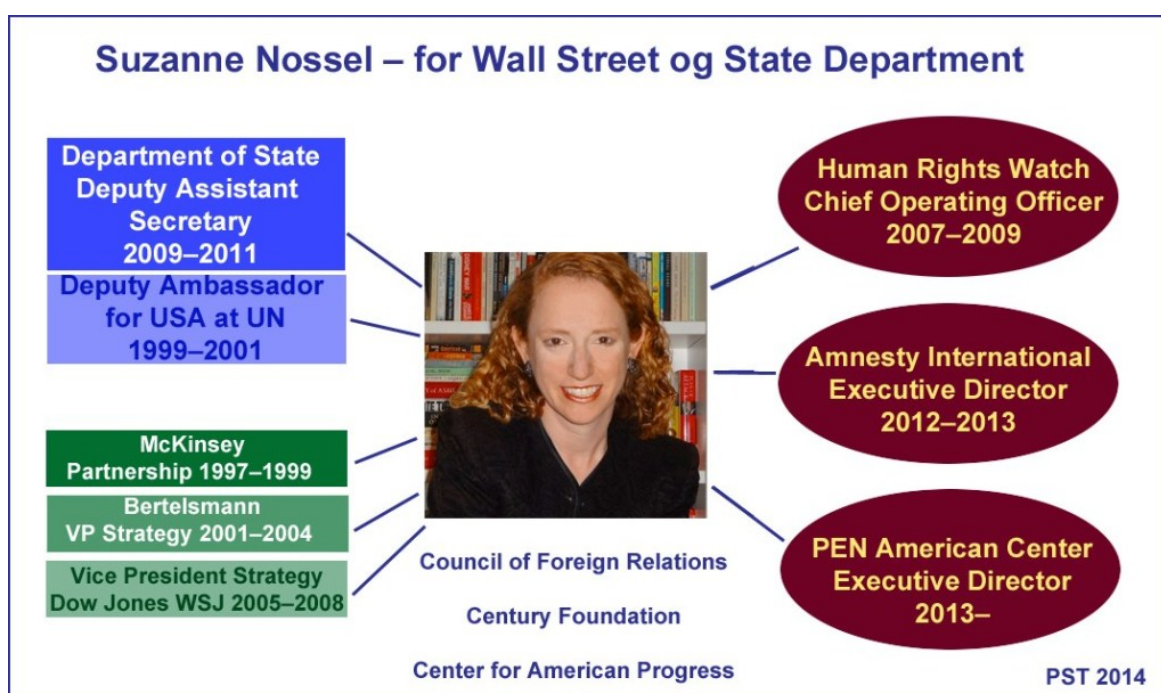 Suzanne Nossel – for Wall Street og State Department
Department of State
Deputy Assistant
Secretary
2009–2011
Deputy Ambassador
for USA at UN
1999–2001
McKinsey
Partnership 1997–1999
Bertelsmann
VP Strategy 2001–2004
Vice President Strategy
Dow Jones WSJ 2005–2008
Council of Foreign Relations
Century Foundation
Center for American Progress
Human Rights Watch
Chief Operating Officer
2007–2009
Amnesty International
Executive Director
2012–2013
PEN American Center
Executive Director
2013–
PST 2014